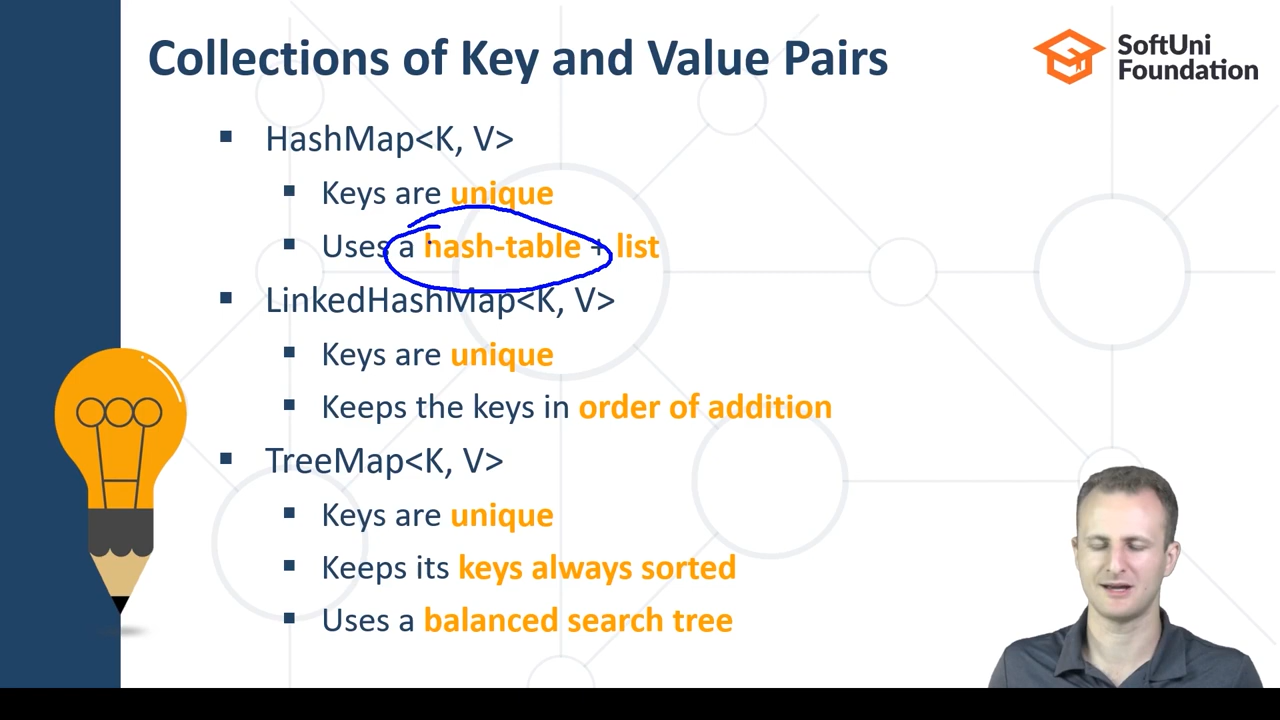 Collections of Key and Value Pairs
SoftUni
Foundation
HashMap<K, V>
Keys are unique
Uses a hash-table + list
LinkedHashMap<K, V>
Keys are unique
Keeps the keys in order of addition
TreeMap<K, V>
Keys are unique
Keeps its keys always sorted
Uses a balanced search tree